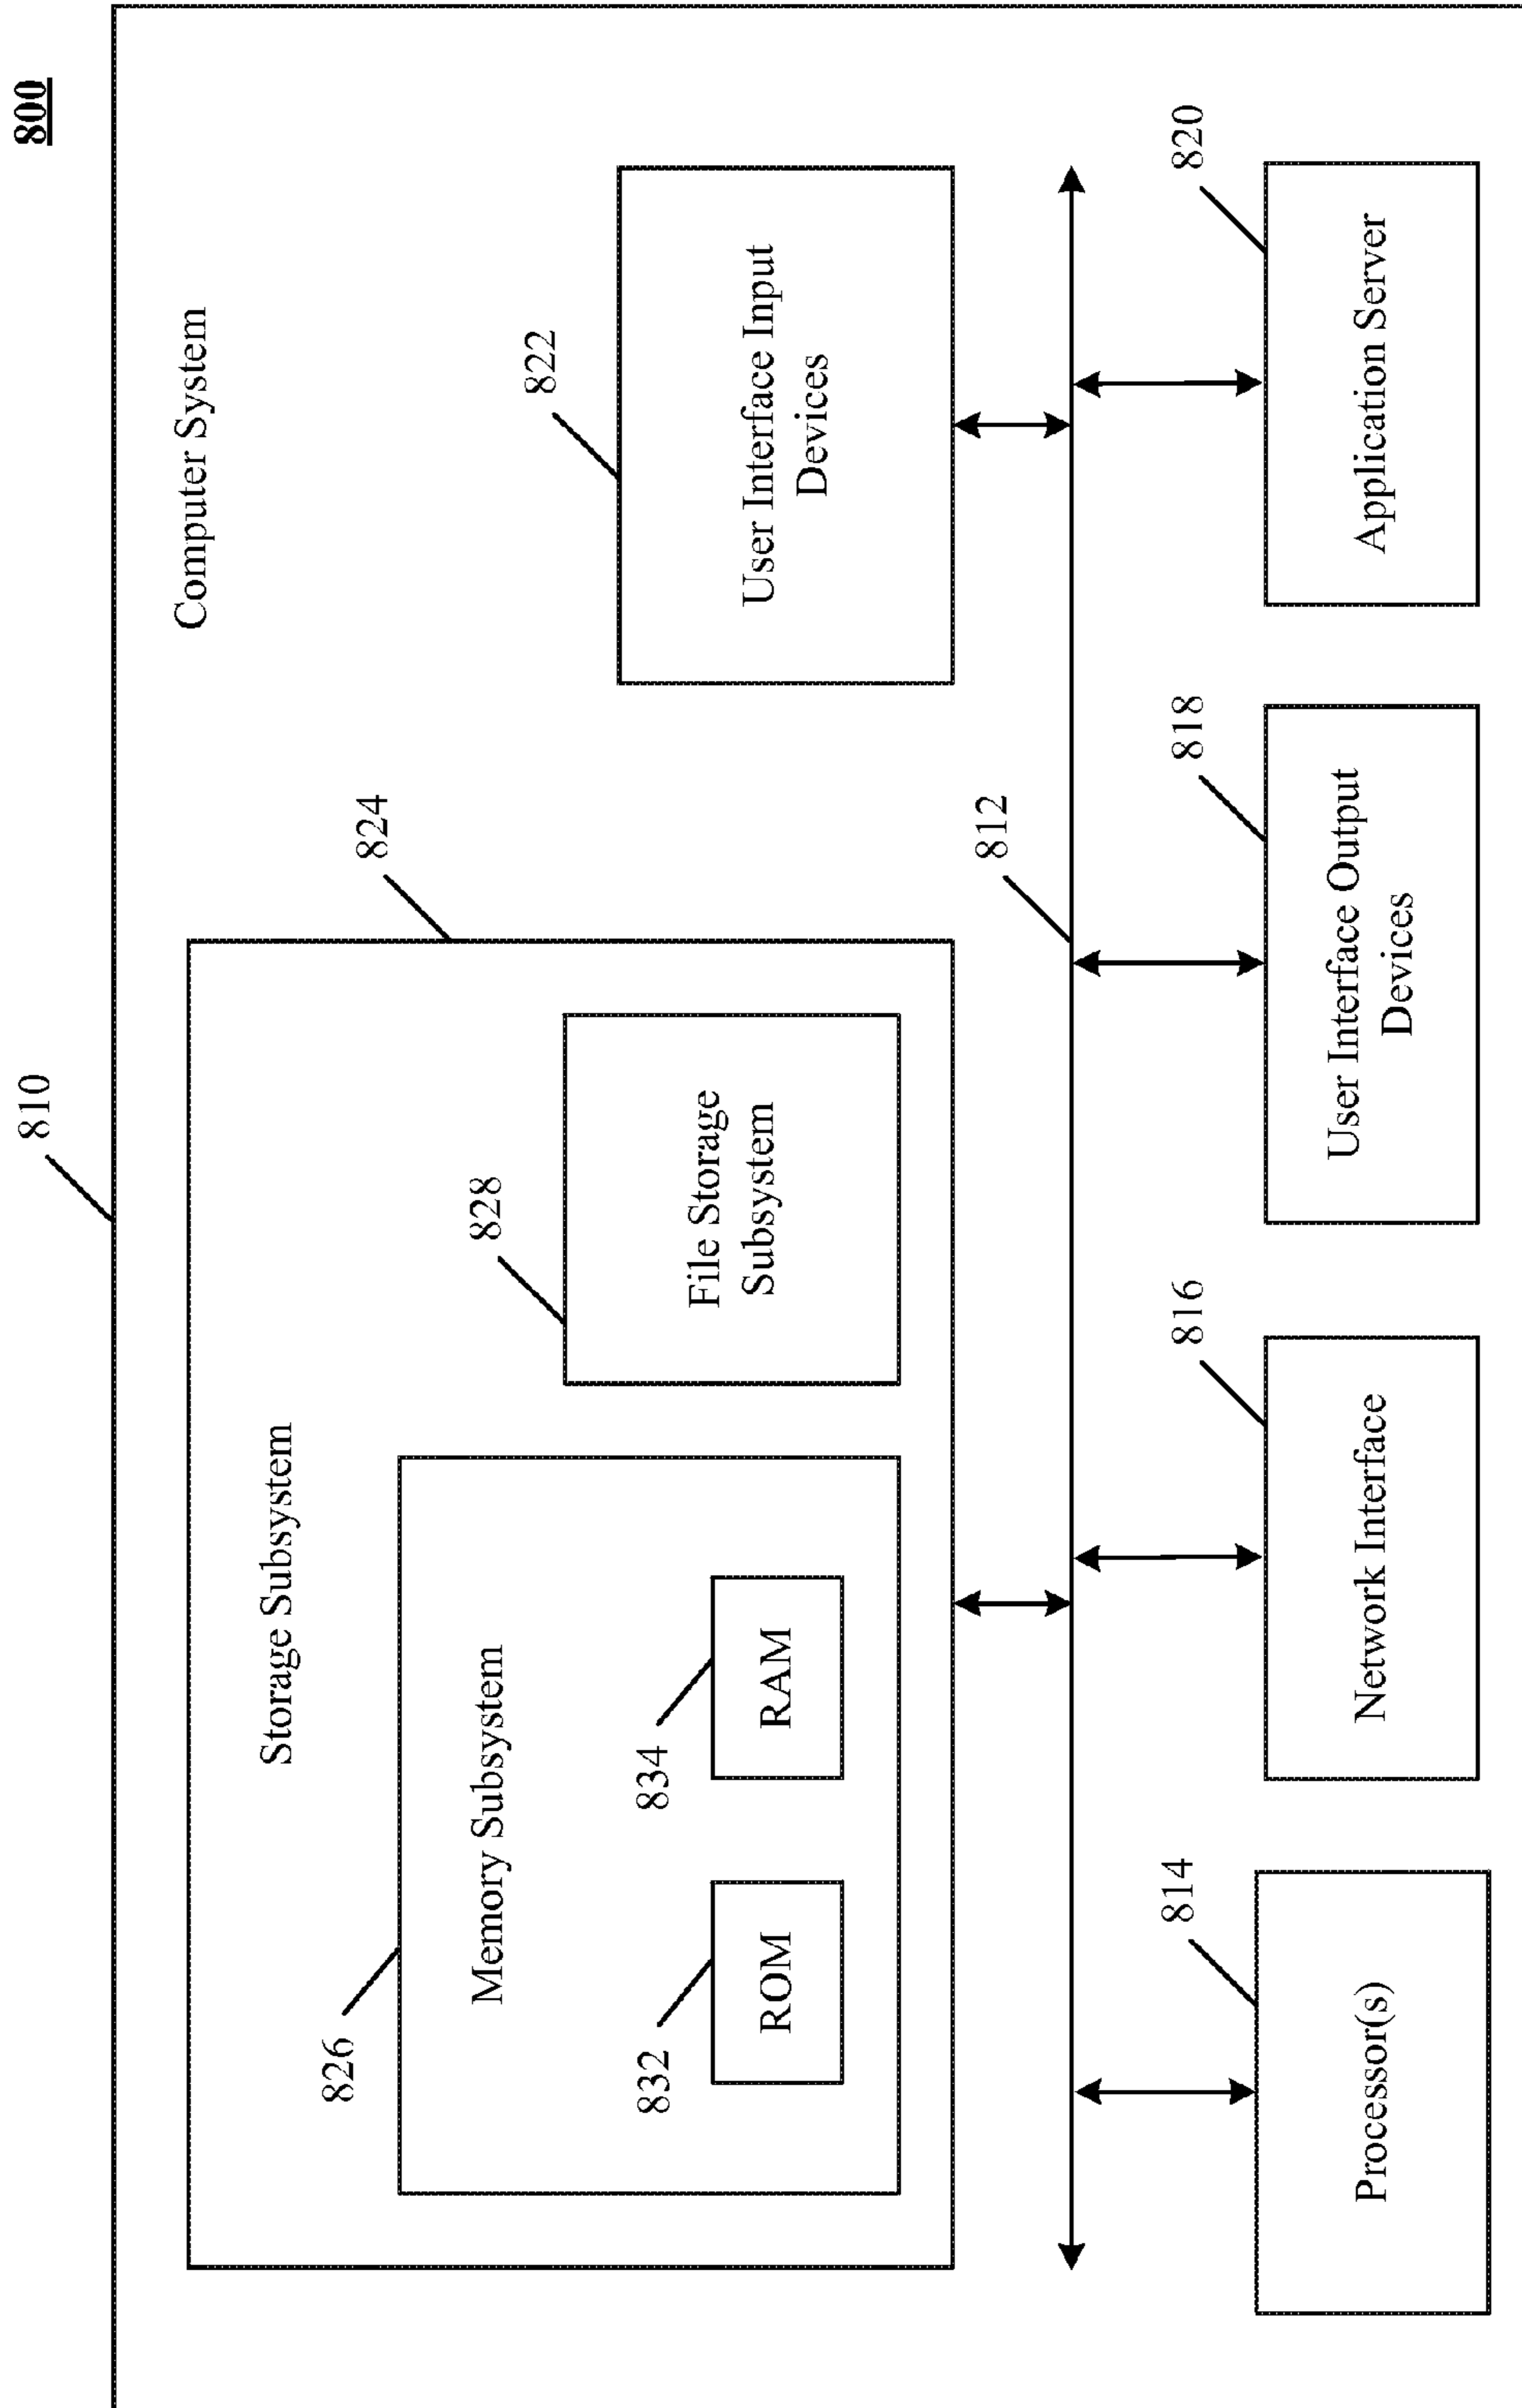 800
810
Computer System
824
Storage Subsystem
826
Memory Subsystem
828
822
832
834
ROM
RAM
File Storage
Subsystem
User Interface Input
Devices
812
814
816
818
820
Processor(s)
Network Interface
User Interface Output
Devices
Application Server